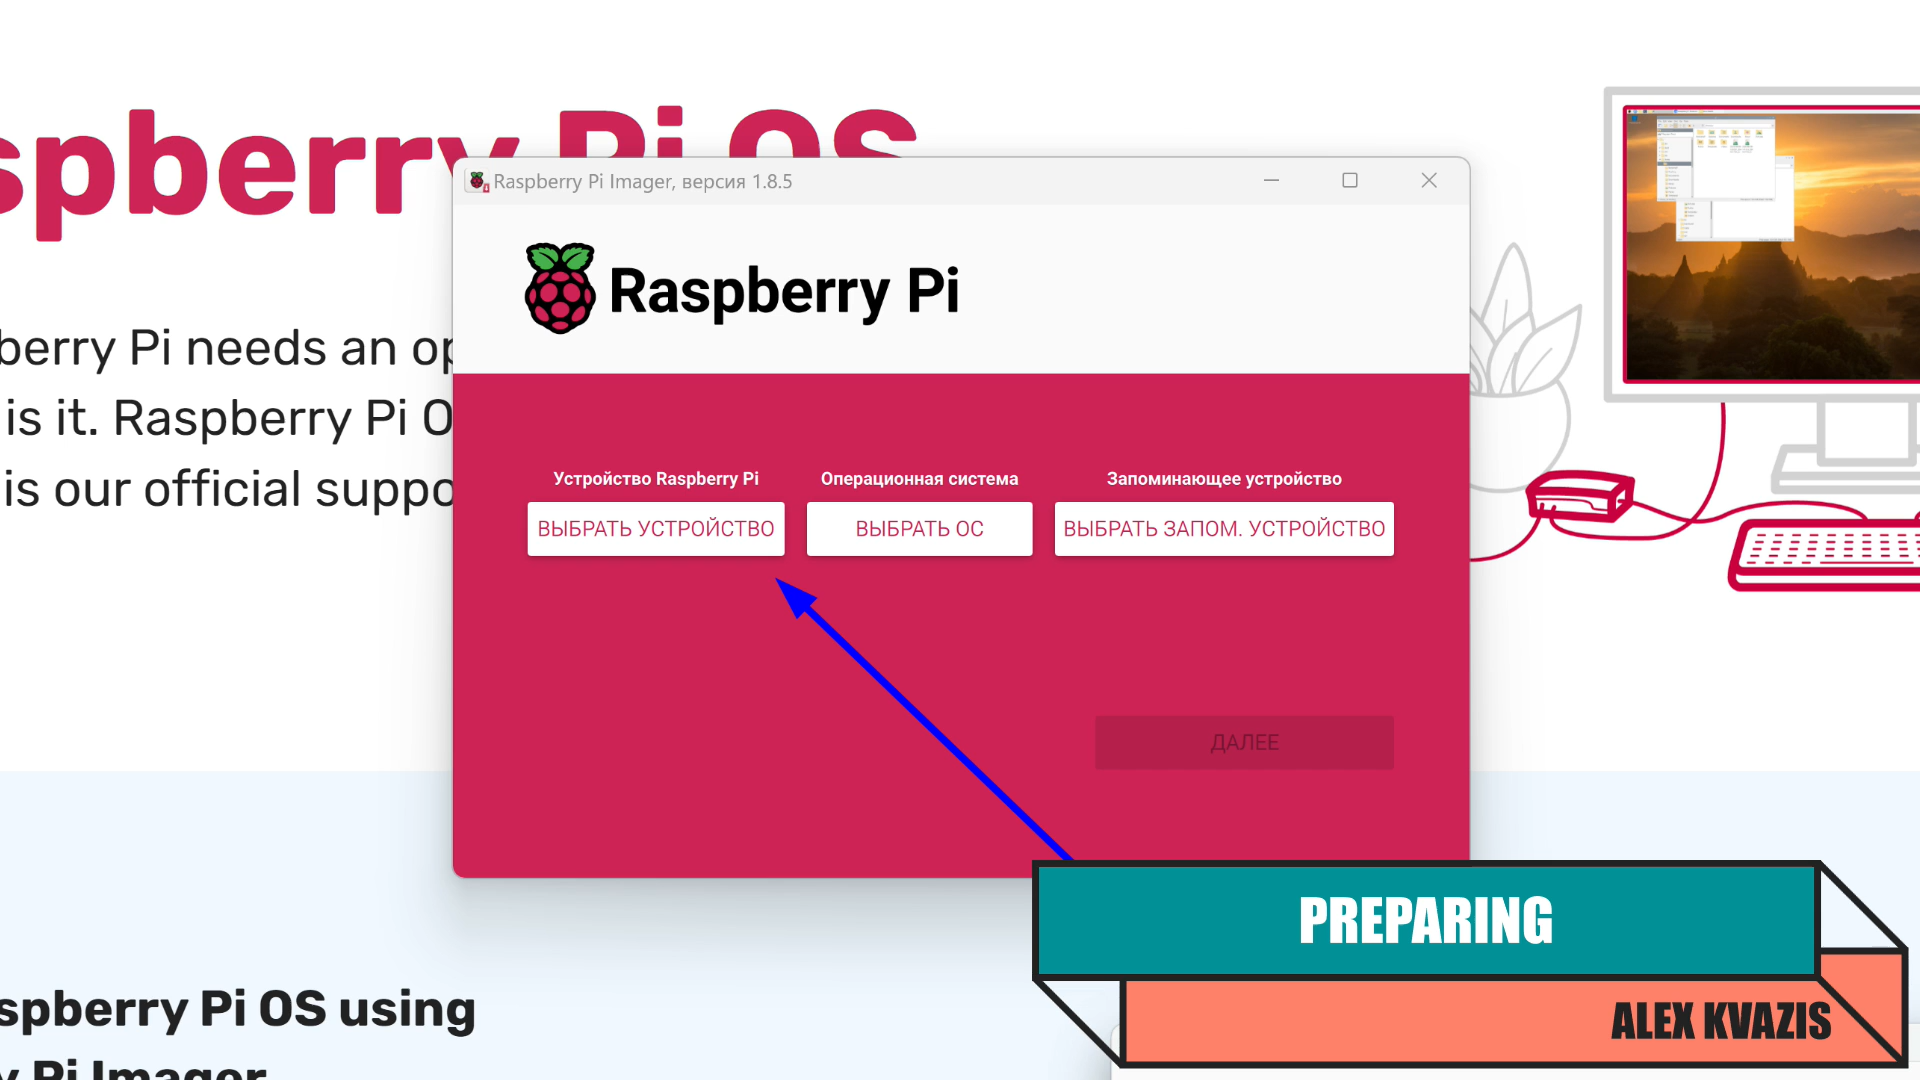 spberry Pi OS
Raspberry Pi Imager, версия 1.8.5
Raspberry Pi
berry Pi needs an op
is it. Raspberry Pi O
is our official suppo
Устройство Raspberry Pi
Операционная система
Запоминающее устройство
ВЫБРАТЬ УСТРОЙСТВО
ВЫБРАТЬ ОС
ВЫБРАТЬ ЗАПОМ. УСТРОЙСТВО
ДАЛЕЕ
PREPARING
ALEX KVAZIS
spberry Pi OS using
y Pi Imager